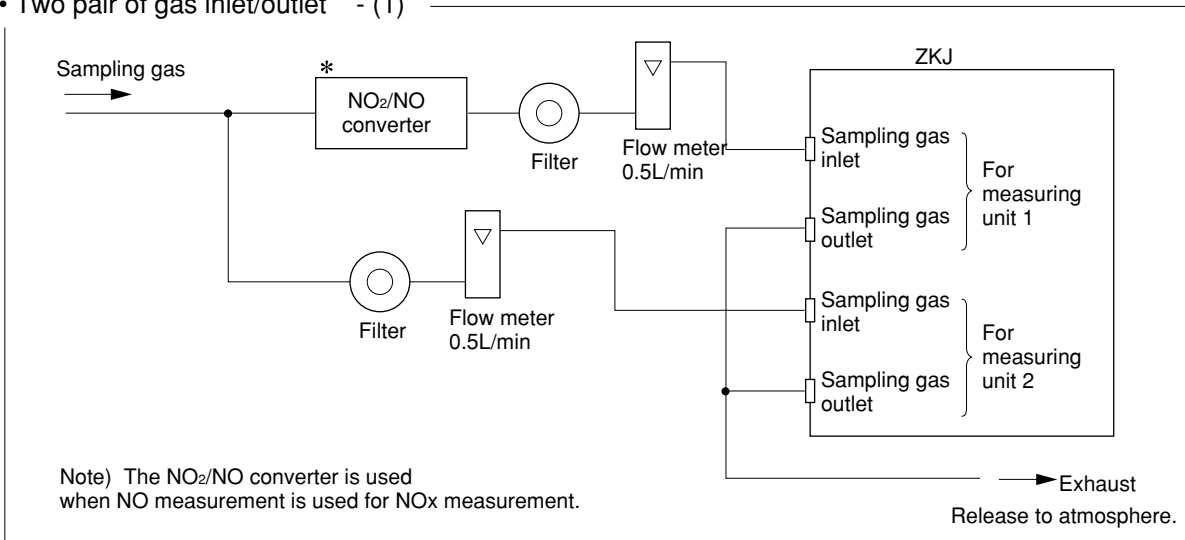 • Two pair of gas inlet/outlet - (1)
Sampling gas
*
NO2/NO
converter
Filter
Flow meter
0.5L/min
ZKJ
Sampling gas
inlet
Sampling gas
outlet
For
measuring
unit 1
Filter
Flow meter
0.5L/min
Sampling gas
inlet
Sampling gas
outlet
For
measuring
unit 2
Note) The NO2/NO converter is used
when NO measurement is used for NOx measurement.
Exhaust
Release to atmosphere.